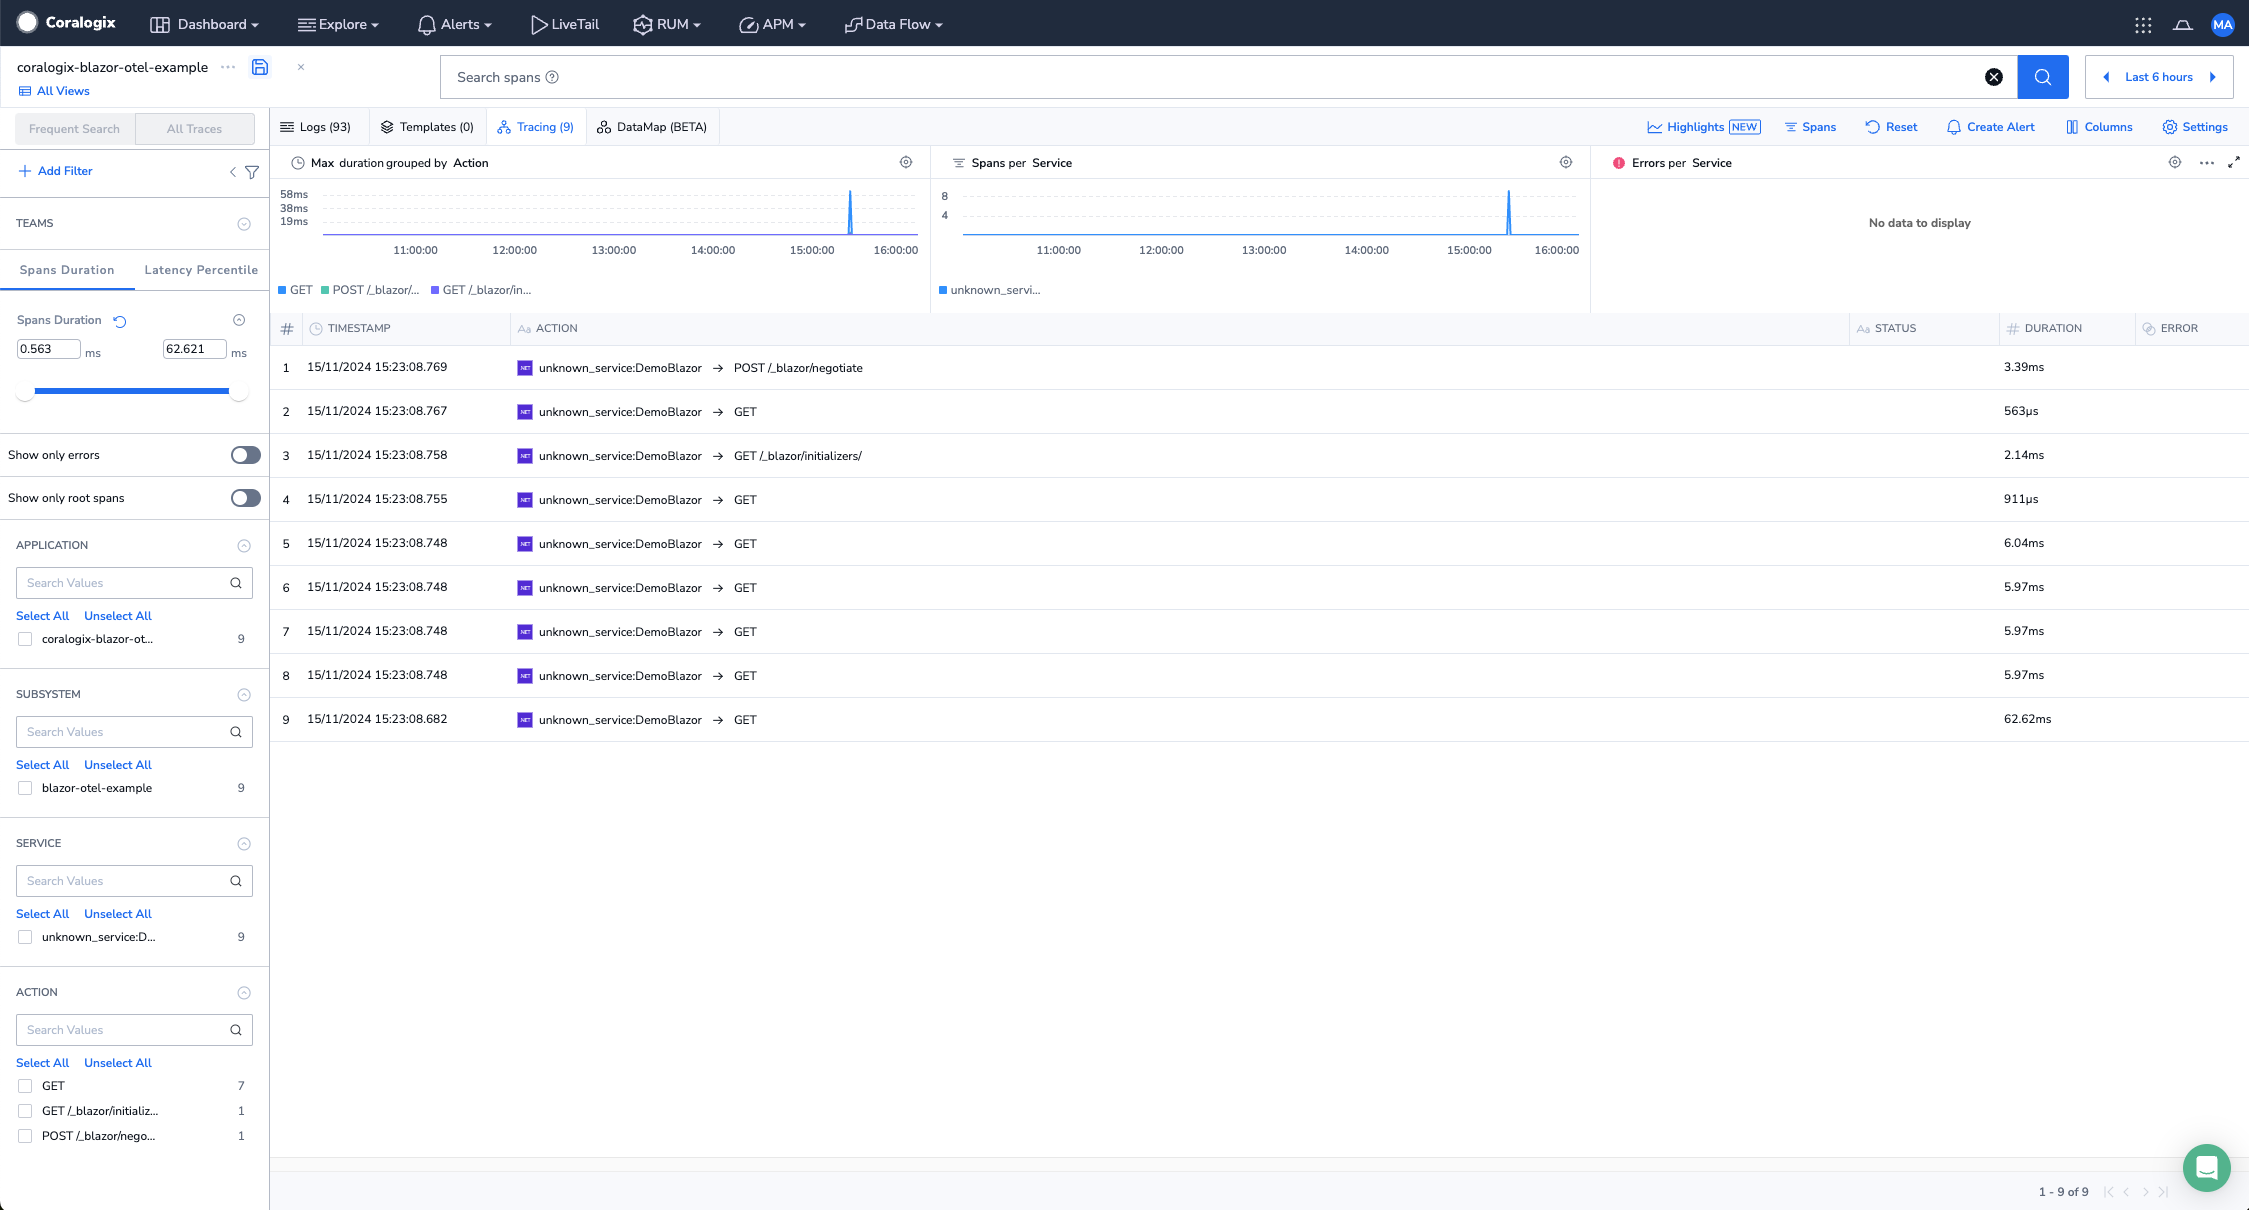 Coralogix
Dashboard
Explore
Alerts
LiveTail
RUM
APM
Data Flow
MA
coralogix-blazor-otel-example
All Views
Search spans
Last 6 hours
Frequent Search
All Traces
Logs (93)
Templates (0)
Tracing (9)
DataMap (BETA)
Highlights NEW
Spans
Reset
Create Alert
Columns
Settings
Add Filter
TEAMS
Spans Duration
Latency Percentile
Spans Duration
0.563 ms
62.621 ms
Show only errors
Show only root spans
APPLICATION
Search Values
Select All Unselect All
coralogix-blazor-ot... 9
SUBSYSTEM
Search Values
Select All Unselect All
blazor-otel-example 9
SERVICE
Search Values
Select All Unselect All
unknown_service:D... 9
ACTION
Search Values
Select All Unselect All
GET 7
GET /_blazor/initializ... 1
POST /_blazor/nego... 1
Max duration grouped by Action
58ms
38ms
19ms
11:00:00 12:00:00 13:00:00 14:00:00 15:00:00 16:00:00
GET POST /_blazor/... GET /_blazor/in...
Spans per Service
8
4
11:00:00 12:00:00 13:00:00 14:00:00 15:00:00 16:00:00
unknown_servi...
Errors per Service
No data to display
# TIMESTAMP Aa ACTION Aa STATUS # DURATION ERROR
1 15/11/2024 15:23:08.769 .NET unknown_service:DemoBlazor → POST /_blazor/negotiate 3.39ms
2 15/11/2024 15:23:08.767 .NET unknown_service:DemoBlazor → GET 563µs
3 15/11/2024 15:23:08.758 .NET unknown_service:DemoBlazor → GET /_blazor/initializers/ 2.14ms
4 15/11/2024 15:23:08.755 .NET unknown_service:DemoBlazor → GET 911µs
5 15/11/2024 15:23:08.748 .NET unknown_service:DemoBlazor → GET 6.04ms
6 15/11/2024 15:23:08.748 .NET unknown_service:DemoBlazor → GET 5.97ms
7 15/11/2024 15:23:08.748 .NET unknown_service:DemoBlazor → GET 5.97ms
8 15/11/2024 15:23:08.748 .NET unknown_service:DemoBlazor → GET 5.97ms
9 15/11/2024 15:23:08.682 .NET unknown_service:DemoBlazor → GET 62.62ms
1 - 9 of 9